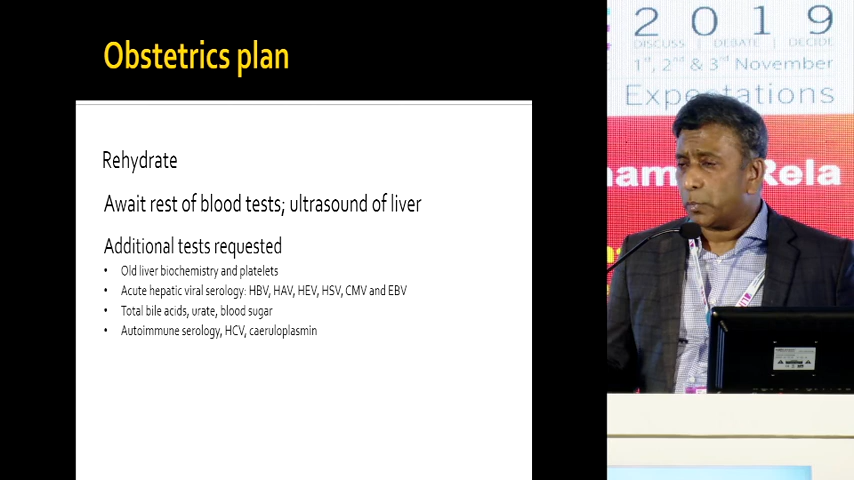 Obstetrics plan
Rehydrate
Await rest of blood tests; ultrasound of liver
Additional tests requested
• Old liver biochemistry and platelets
• Acute hepatic viral serology: HBV, HAV, HEV, HSV, CMV and EBV
• Total bile acids, urate, blood sugar
• Autoimmune serology, HCV, caeruloplasmin
2019
DISCUSS | DEBATE | DECIDE
1st, 2nd & 3rd November
Expectations
Rela